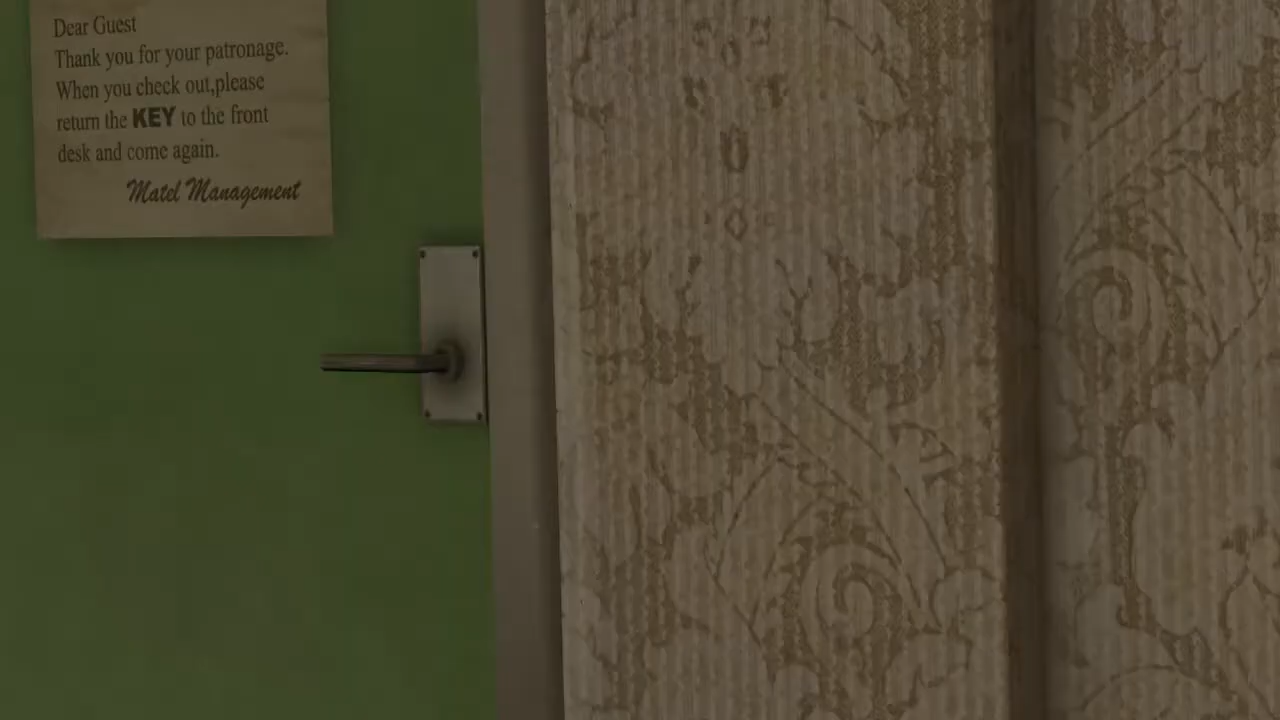 Dear Guest
Thank you for your patronage.
When you check out,please
return the KEY to the front
desk and come again.
Matel Management